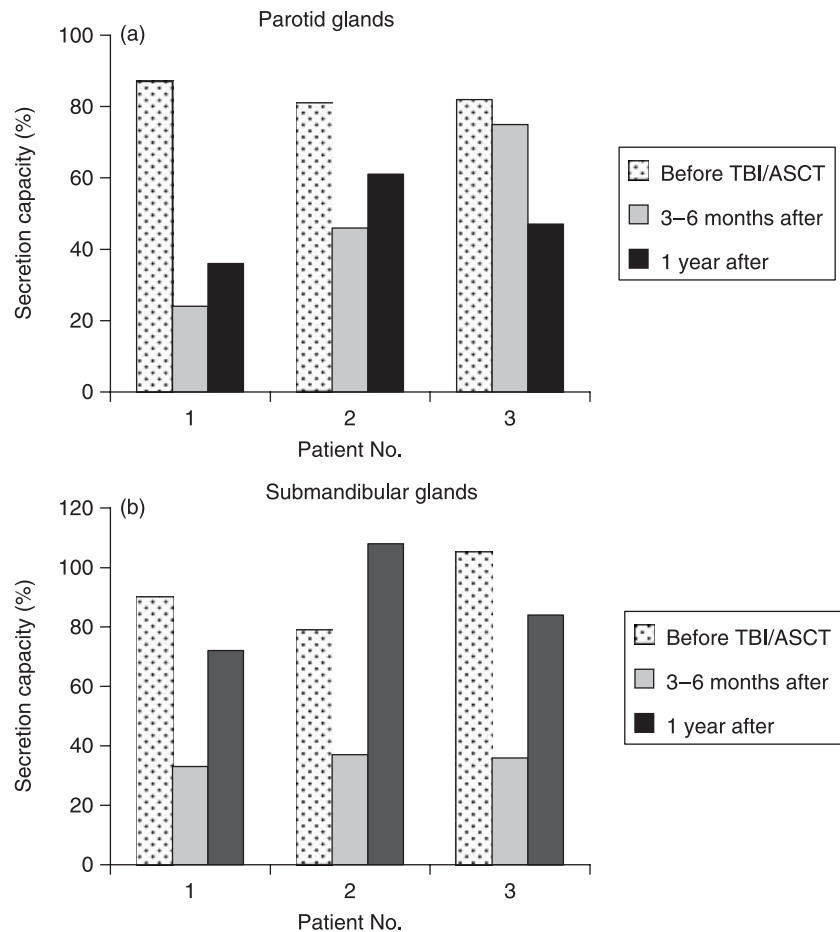 Parotid glands
(a)
100
80
60
40
20
0
Secretion capacity (%)
1 2 3
Patient No.
Before TBI/ASCT
3–6 months after
1 year after
Submandibular glands
(b)
120
100
80
60
40
20
0
Secretion capacity (%)
1 2 3
Patient No.
Before TBI/ASCT
3–6 months after
1 year after